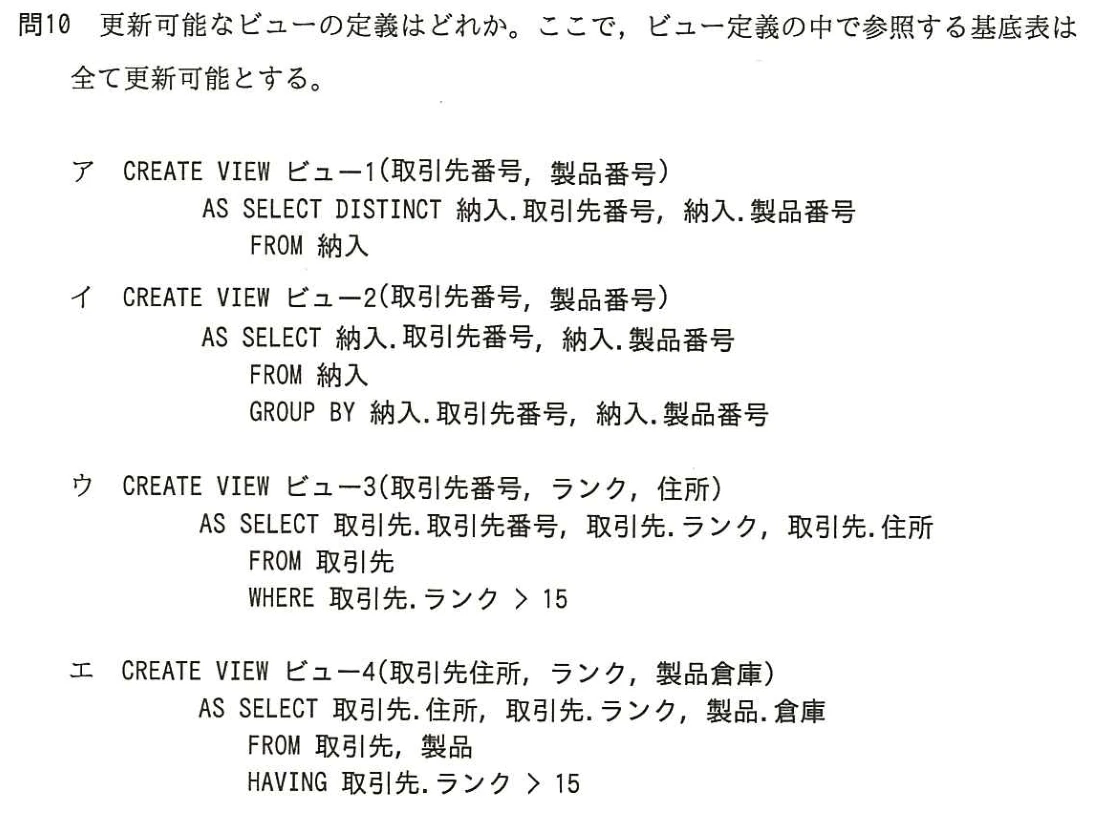 問10　更新可能なビューの定義はどれか。ここで，ビュー定義の中で参照する基底表は
全て更新可能とする。
ア　CREATE VIEW ビュー1(取引先番号, 製品番号)
AS SELECT DISTINCT 納入.取引先番号, 納入.製品番号
FROM 納入
イ　CREATE VIEW ビュー2(取引先番号, 製品番号)
AS SELECT 納入.取引先番号, 納入.製品番号
FROM 納入
GROUP BY 納入.取引先番号, 納入.製品番号
ウ　CREATE VIEW ビュー3(取引先番号, ランク, 住所)
AS SELECT 取引先.取引先番号, 取引先.ランク, 取引先.住所
FROM 取引先
WHERE 取引先.ランク > 15
エ　CREATE VIEW ビュー4(取引先住所, ランク, 製品倉庫)
AS SELECT 取引先.住所, 取引先.ランク, 製品.倉庫
FROM 取引先, 製品
HAVING 取引先.ランク > 15